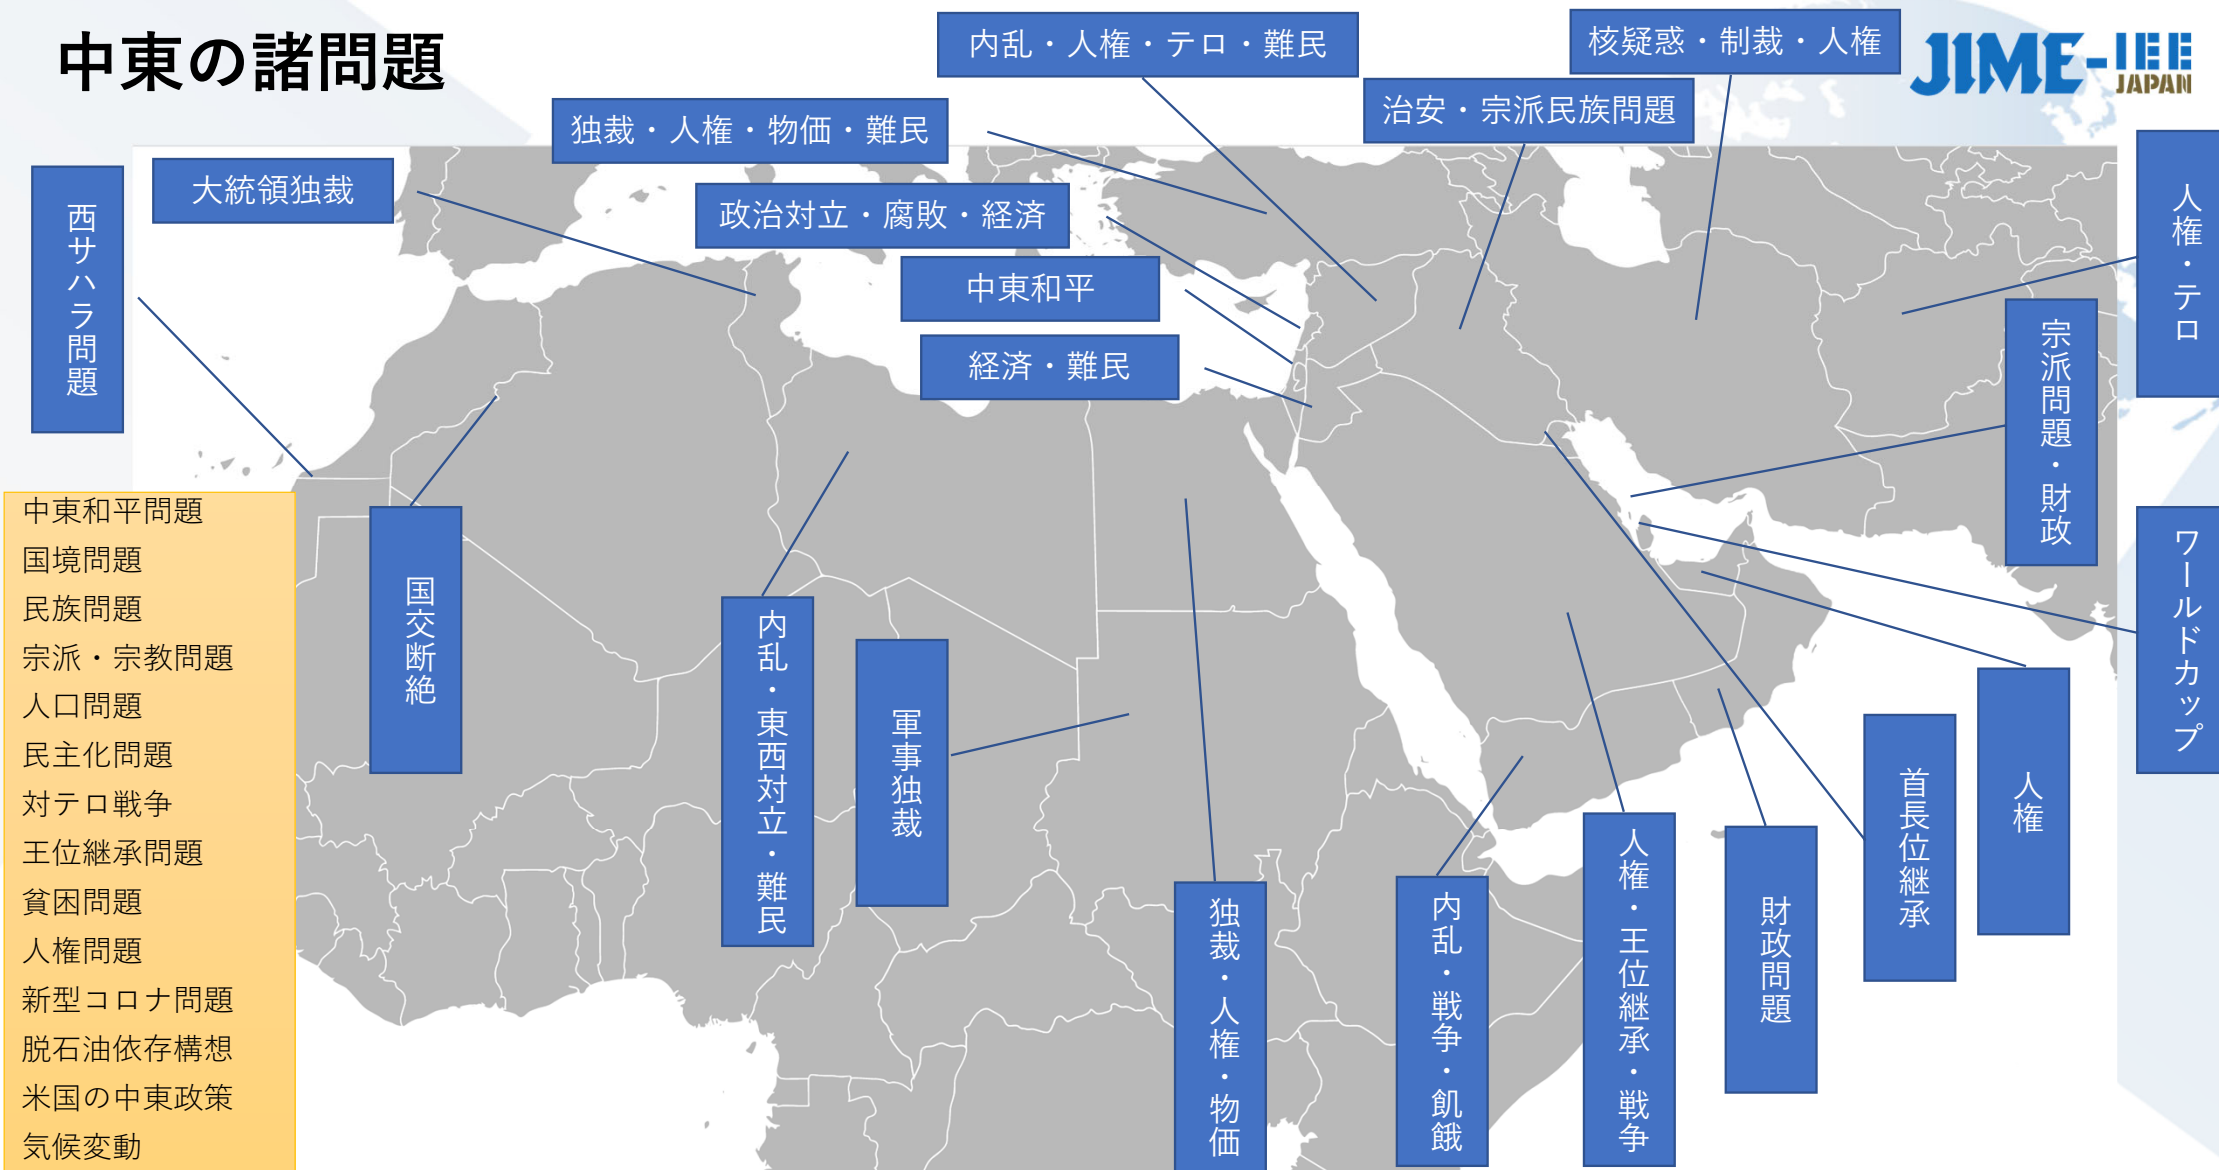 中東の諸問題
内乱・人権・テロ・難民
核疑惑・制裁・人権
JIME-IEE
JAPAN
独裁・人権・物価・難民
治安・宗派民族問題
大統領独裁
政治対立・腐敗・経済
中東和平
経済・難民
西サハラ問題
人権・テロ
宗派問題・財政
ワールドカップ
国交断絶
内乱・東西対立・難民
軍事独裁
独裁・人権・物価
内乱・戦争・飢餓
人権・王位継承・戦争
財政問題
首長位継承
人権
中東和平問題
国境問題
民族問題
宗派・宗教問題
人口問題
民主化問題
対テロ戦争
王位継承問題
貧困問題
人権問題
新型コロナ問題
脱石油依存構想
米国の中東政策
気候変動